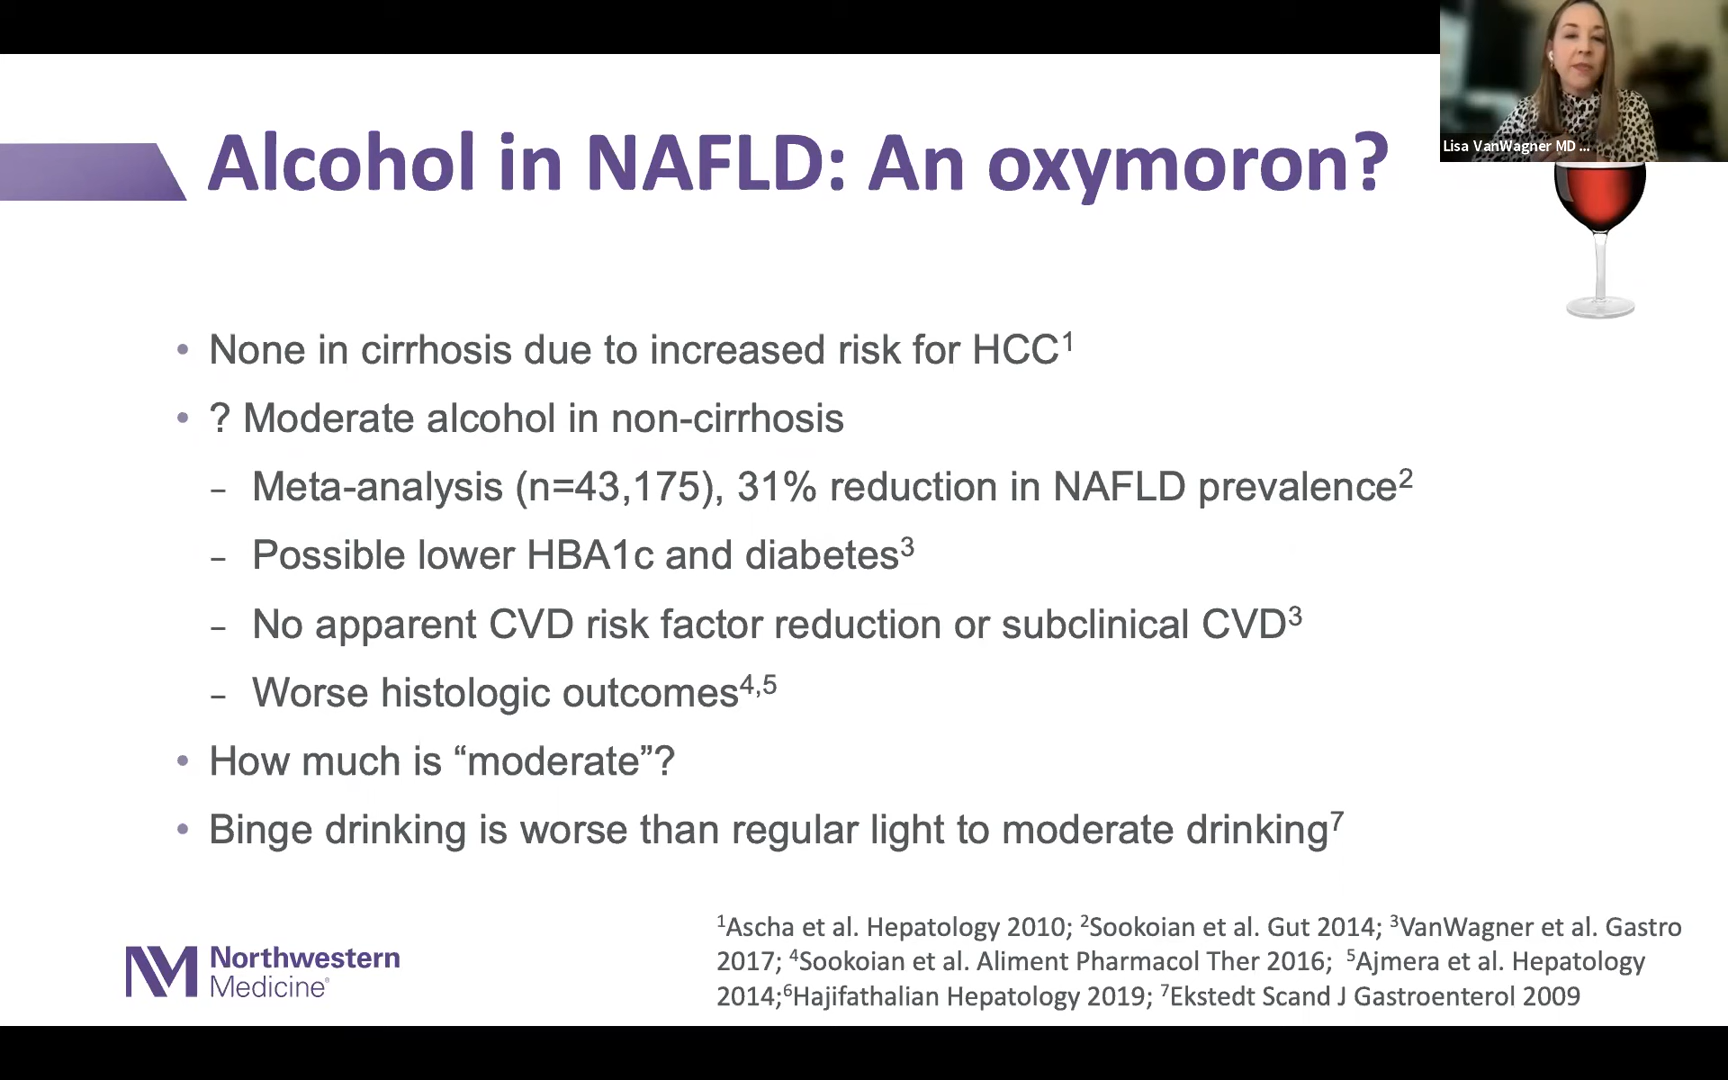 Lisa VanWagner MD ...
Alcohol in NAFLD: An oxymoron?
• None in cirrhosis due to increased risk for HCC¹
• ? Moderate alcohol in non-cirrhosis
– Meta-analysis (n=43,175), 31% reduction in NAFLD prevalence²
– Possible lower HBA1c and diabetes³
– No apparent CVD risk factor reduction or subclinical CVD³
– Worse histologic outcomes⁴,⁵
• How much is “moderate”?
• Binge drinking is worse than regular light to moderate drinking⁷
¹Ascha et al. Hepatology 2010; ²Sookoian et al. Gut 2014; ³VanWagner et al. Gastro
2017; ⁴Sookoian et al. Aliment Pharmacol Ther 2016; ⁵Ajmera et al. Hepatology
2014;⁶Hajifathalian Hepatology 2019; ⁷Ekstedt Scand J Gastroenterol 2009
NM Northwestern
Medicine®